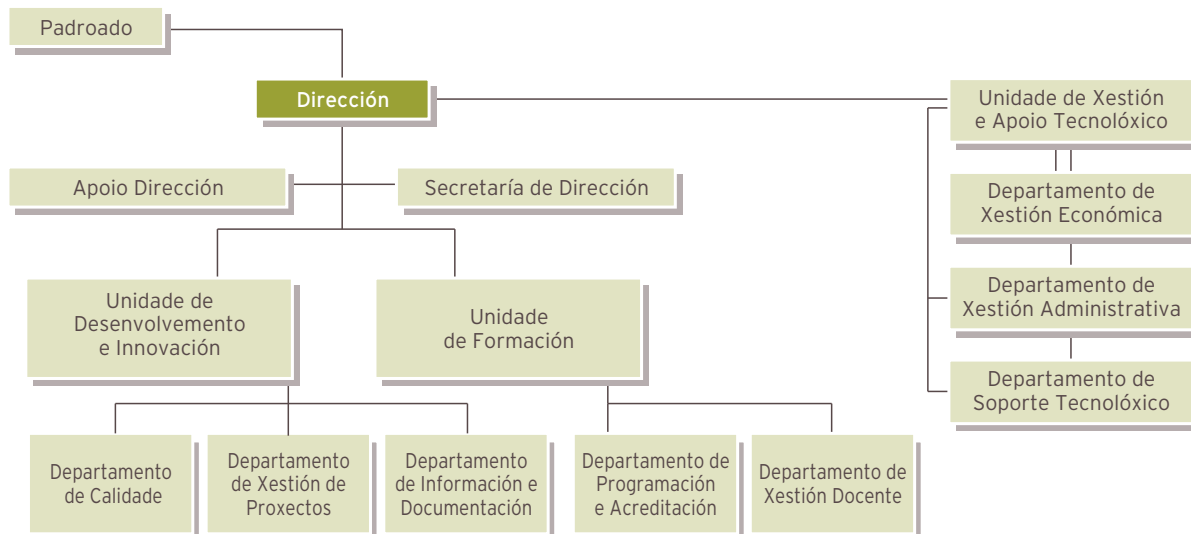 Padroado
Dirección
Unidade de Xestión
e Apoio Tecnolóxico
Apoio Dirección
Secretaría de Dirección
Departamento de
Xestión Económica
Departamento de
Xestión Administrativa
Departamento de
Soporte Tecnolóxico
Unidade de
Desenvolvemento
e Innovación
Unidade
de Formación
Departamento
de Calidade
Departamento
de Xestión de
Proxectos
Departamento
de Información e
Documentación
Departamento de
Programación
e Acreditación
Departamento de
Xestión Docente